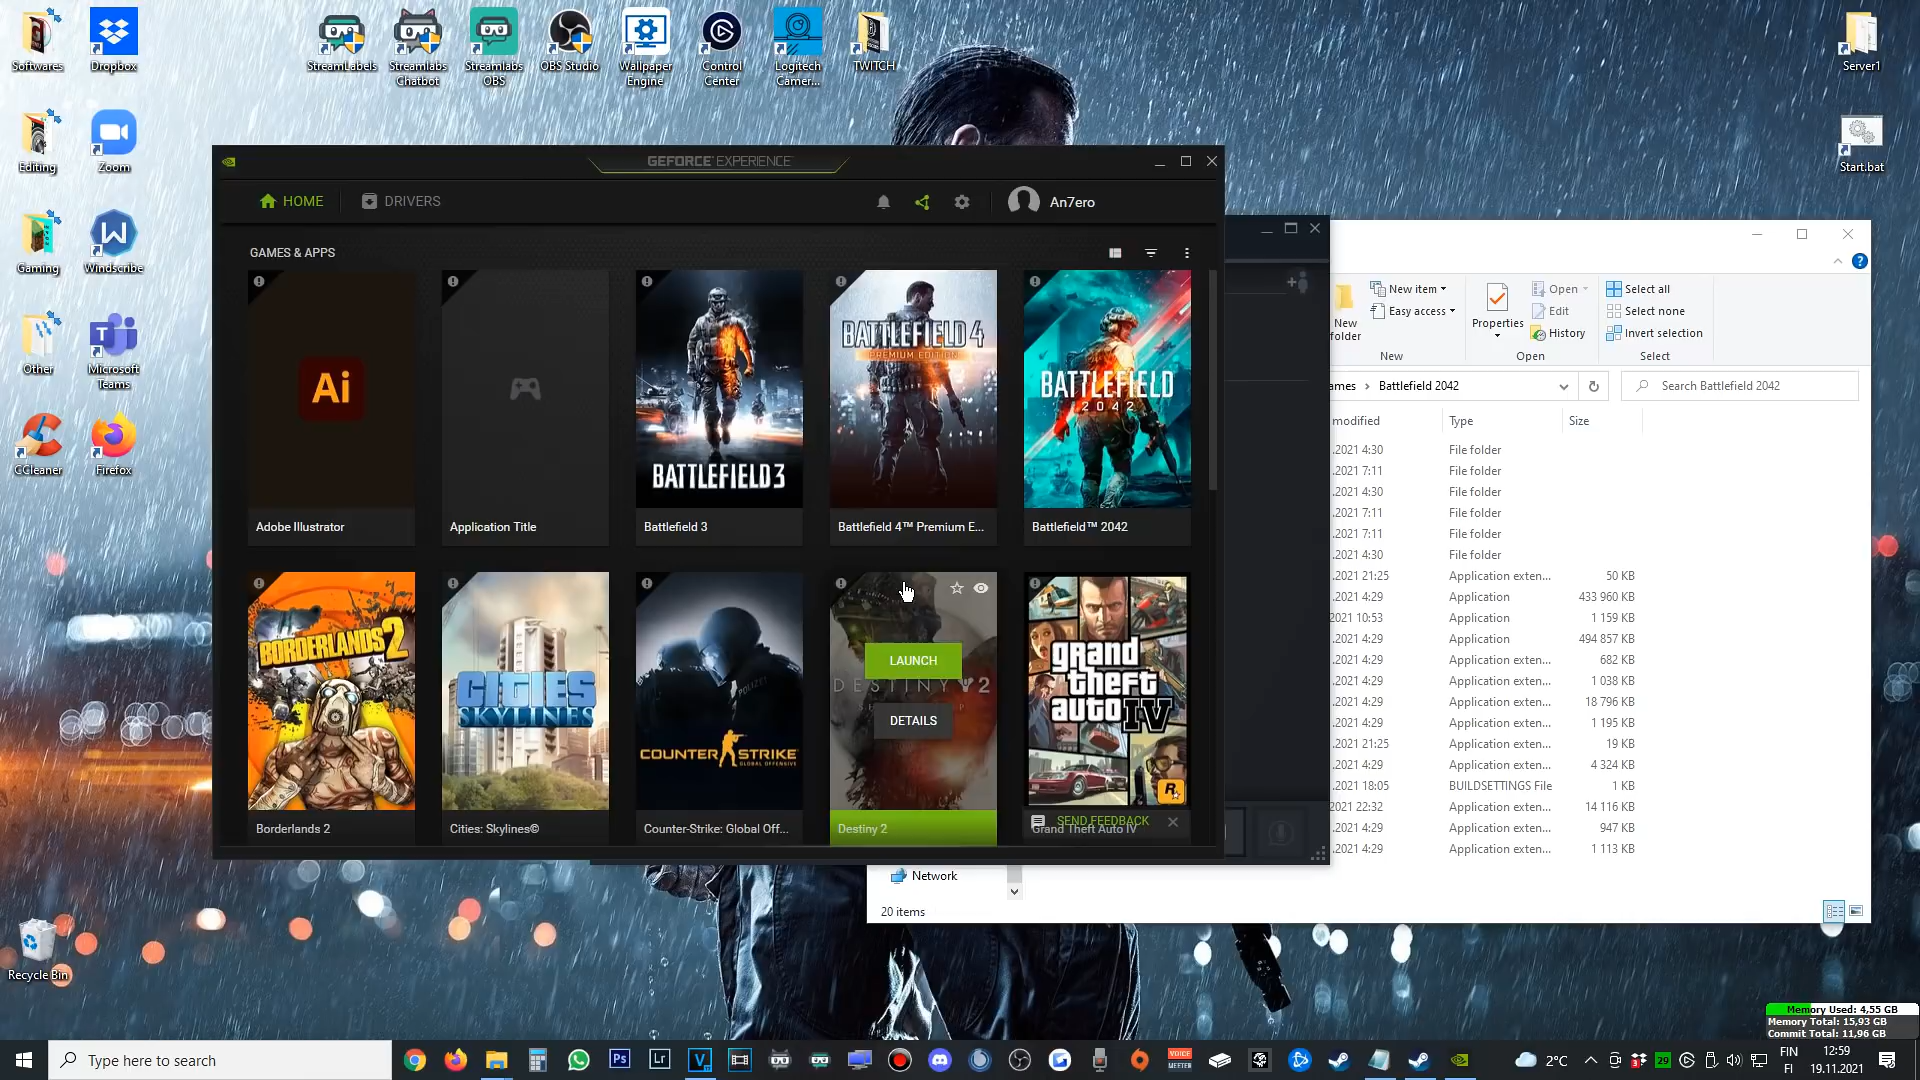 Softwares
Dropbox
StreamLabels
Streamlabs
Chatbot
Streamlabs
OBS
OBS Studio
Wallpaper
Engine
Control
Center
Logitech
Camer...
TWITCH
Server1
Editing
Zoom
Start.bat
Gaming
Windscribe
Other
Microsoft
Teams
CCleaner
Firefox
Recycle Bin
GEFORCE EXPERIENCE
HOME
DRIVERS
An7ero
GAMES & APPS
Ai
BATTLEFIELD 3
BATTLEFIELD 4
PREMIUM EDITION
BATTLEFIELD
2042
Adobe Illustrator
Application Title
Battlefield 3
Battlefield 4™ Premium E...
Battlefield™ 2042
BORDERLANDS 2
CITIES
SKYLINES
POLIZEI
COUNTER STRIKE
GLOBAL OFFENSIVE
LAUNCH
DESTINY 2
DETAILS
grand
theft
auto IV
R
Borderlands 2
Cities: Skylines©
Counter-Strike: Global Off...
Destiny 2
SEND FEEDBACK
Grand Theft Auto IV
New
folder
New item
Easy access
New
Properties
Open
Edit
History
Open
Select all
Select none
Invert selection
Select
ames > Battlefield 2042
Search Battlefield 2042
modified Type Size
.2021 4:30 File folder
.2021 7:11 File folder
.2021 4:30 File folder
.2021 7:11 File folder
.2021 7:11 File folder
.2021 4:30 File folder
.2021 21:25 Application exten... 50 KB
.2021 4:29 Application 433 960 KB
2021 10:53 Application 1 159 KB
.2021 4:29 Application 494 857 KB
.2021 4:29 Application exten... 682 KB
.2021 4:29 Application exten... 1 038 KB
.2021 4:29 Application exten... 18 796 KB
.2021 4:29 Application exten... 1 195 KB
.2021 21:25 Application exten... 19 KB
.2021 4:29 Application exten... 4 324 KB
.2021 18:05 BUILDSETTINGS File 1 KB
2021 22:32 Application exten... 14 116 KB
.2021 4:29 Application exten... 947 KB
.2021 4:29 Application exten... 1 113 KB
Network
20 items
Memory Used: 4,55 GB
Memory Total: 15,93 GB
Commit Total: 11,96 GB
Type here to search
Ps
Lr
V
VOICE
MEETER
29
2°C
FIN
FI
12:59
19.11.2021